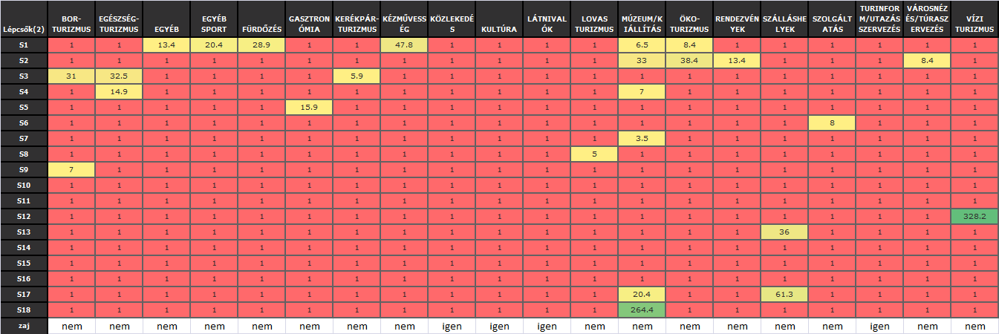 TURINFOR VÁROSNÉZ
BOR- EGÉSZSÉG- EGYÉB GASZTRON KERÉKPÁR- KÉZMŰVESS KÖZLEKEDÉ LÁTNIVAL LOVAS MÚZEUM/K ÖKO- RENDEZVÉN SZÁLLÁSHE SZOLGÁLT M/UTAZÁS ÉS/TÚRASZ VÍZI
Lépcsők(2) TURIZMUS TURIZMUS EGYÉB SPORT FÜRDŐZÉS ÓMIA TURIZMUS ÉG S KULTÚRA ÓK TURIZMUS IÁLLÍTÁS TURIZMUS YEK LYEK ATÁS SZERVEZÉS ERVEZÉS TURIZMUS
S1 1 1 13.4 20.4 28.9 1 1 47.8 1 1 1 1 6.5 8.4 1 1 1 1 1 1
S2 1 1 1 1 1 1 1 1 1 1 1 1 33 38.4 13.4 1 1 1 8.4 1
S3 31 32.5 1 1 1 1 5.9 1 1 1 1 1 1 1 1 1 1 1 1 1
S4 1 14.9 1 1 1 1 1 1 1 1 1 1 7 1 1 1 1 1 1 1
S5 1 1 1 1 1 15.9 1 1 1 1 1 1 1 1 1 1 1 1 1 1
S6 1 1 1 1 1 1 1 1 1 1 1 1 1 1 1 1 8 1 1 1
S7 1 1 1 1 1 1 1 1 1 1 1 1 3.5 1 1 1 1 1 1 1
S8 1 1 1 1 1 1 1 1 1 1 1 5 1 1 1 1 1 1 1 1
S9 7 1 1 1 1 1 1 1 1 1 1 1 1 1 1 1 1 1 1 1
S10 1 1 1 1 1 1 1 1 1 1 1 1 1 1 1 1 1 1 1 1
S11 1 1 1 1 1 1 1 1 1 1 1 1 1 1 1 1 1 1 1 1
S12 1 1 1 1 1 1 1 1 1 1 1 1 1 1 1 1 1 1 1 328.2
S13 1 1 1 1 1 1 1 1 1 1 1 1 1 1 1 36 1 1 1 1
S14 1 1 1 1 1 1 1 1 1 1 1 1 1 1 1 1 1 1 1 1
S15 1 1 1 1 1 1 1 1 1 1 1 1 1 1 1 1 1 1 1 1
S16 1 1 1 1 1 1 1 1 1 1 1 1 1 1 1 1 1 1 1 1
S17 1 1 1 1 1 1 1 1 1 1 1 1 20.4 1 1 61.3 1 1 1 1
S18 1 1 1 1 1 1 1 1 1 1 1 1 264.4 1 1 1 1 1 1 1
zaj nem nem nem nem nem nem nem nem igen igen igen nem nem nem nem nem nem igen nem nem